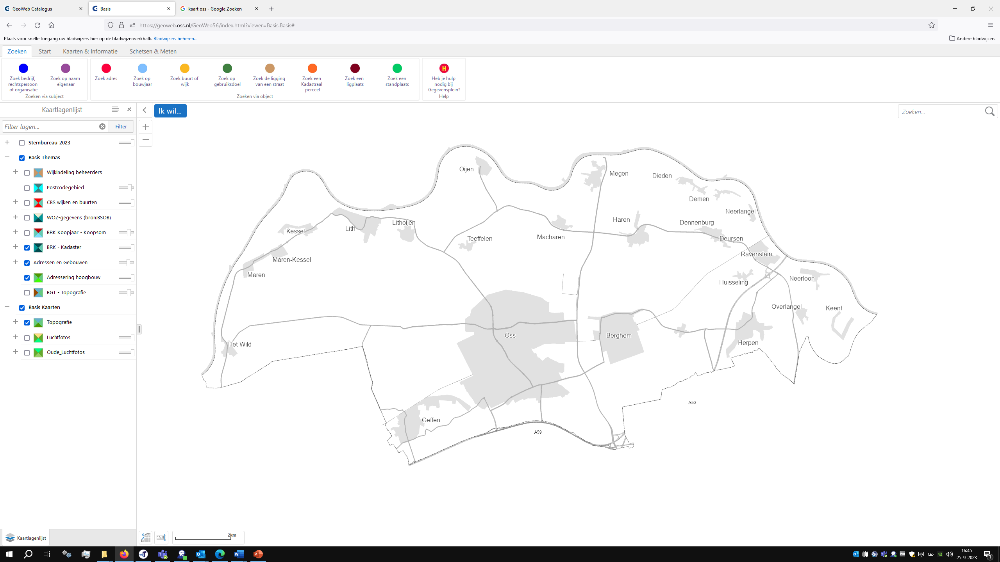 GeoWeb Catalogus
Basis
kaart oss - Google Zoeken
https://geoweb.oss.nl/GeoWeb56/index.html?viewer=Basis.Basis#
Plaats voor snelle toegang uw bladwijzers hier op de bladwijzerwerkbalk. Bladwijzers beheren...
Andere bladwijzers
Zoeken
Start
Kaarten & Informatie
Schetsen & Meten
Zoek bedrijf,
rechtspersoon
of organisatie
Zoek op naam
eigenaar
Zoeken via subject
Zoek adres
Zoek op
bouwjaar
Zoek buurt of
wijk
Zoek op
gebruiksdoel
Zoek de ligging
van een straat
Zoek een
Kadastraal
perceel
Zoek een
ligplaats
Zoek een
standplaats
Zoeken via object
H
Heb je hulp
nodig bij
Gegevensplein?
Help
Kaartlagenlijst
Filter lagen...
Filter
Stembureau_2023
Basis Themas
Wijkindeling beheerders
Postcodegebied
CBS wijken en buurten
WOZ-gegevens (bron:BSOB)
BRK Koopjaar - Koopsom
BRK - Kadaster
Adressen en Gebouwen
Adressering hoogbouw
BGT - Topografie
Basis Kaarten
Topografie
Luchtfotos
Oude_Luchtfotos
Kaartlagenlijst
Ik wil...
Zoeken...
Oijen
Megen
Dieden
Demen
Neerlangel
Haren
Dennenburg
Lithoijen
Lith
Kessel
Teeffelen
Macharen
Deursen
Ravenstein
Maren-Kessel
Maren
Huisseling
Neerloon
Overlangel
Keent
Oss
Berghem
Herpen
Het Wild
A50
Geffen
A59
1:500
2km
16:45
25-9-2023
1